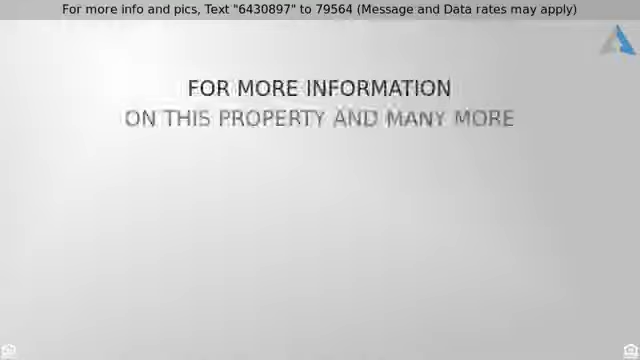 For more info and pics, Text "6430897" to 79564 (Message and Data rates may apply)
FOR MORE INFORMATION
ON THIS PROPERTY AND MANY MORE